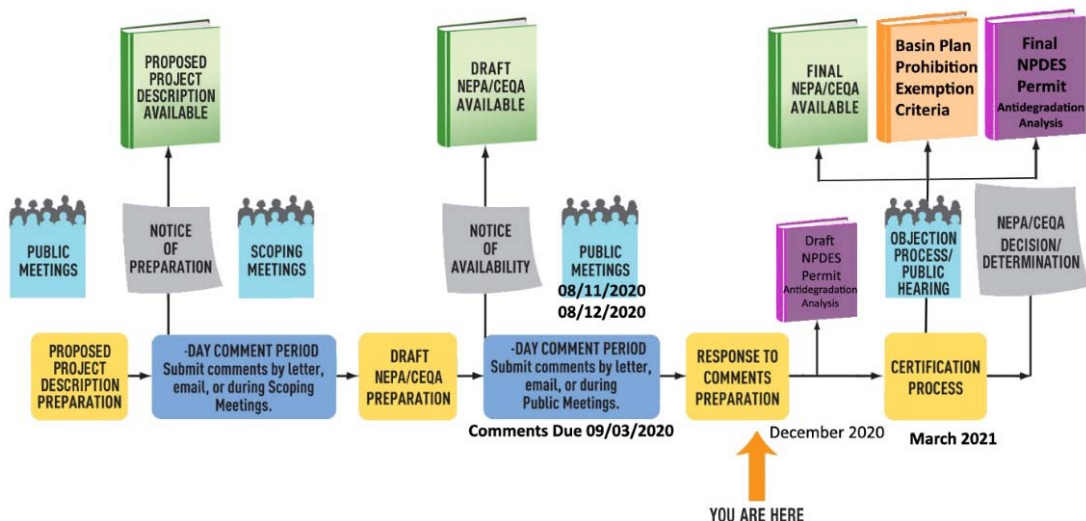 PROPOSED
PROJECT
DESCRIPTION
AVAILABLE
DRAFT
NEPA/CEQA
AVAILABLE
FINAL
NEPA/CEQA
AVAILABLE
Basin Plan
Prohibition
Exemption
Criteria
Final
NPDES
Permit
Antidegradation
Analysis
PUBLIC
MEETINGS
NOTICE
OF
PREPARATION
SCOPING
MEETINGS
NOTICE
OF
AVAILABILITY
PUBLIC
MEETINGS
08/11/2020
08/12/2020
Draft
NPDES
Permit
Antidegradation
Analysis
OBJECTION
PROCESS/
PUBLIC
HEARING
NEPA/CEQA
DECISION/
DETERMINATION
PROPOSED
PROJECT
DESCRIPTION
PREPARATION
-DAY COMMENT PERIOD
Submit comments by letter,
email, or during Scoping
Meetings.
DRAFT
NEPA/CEQA
PREPARATION
-DAY COMMENT PERIOD
Submit comments by letter,
email, or during
Public Meetings.
RESPONSE TO
COMMENTS
PREPARATION
CERTIFICATION
PROCESS
Comments Due 09/03/2020
December 2020
March 2021
YOU ARE HERE